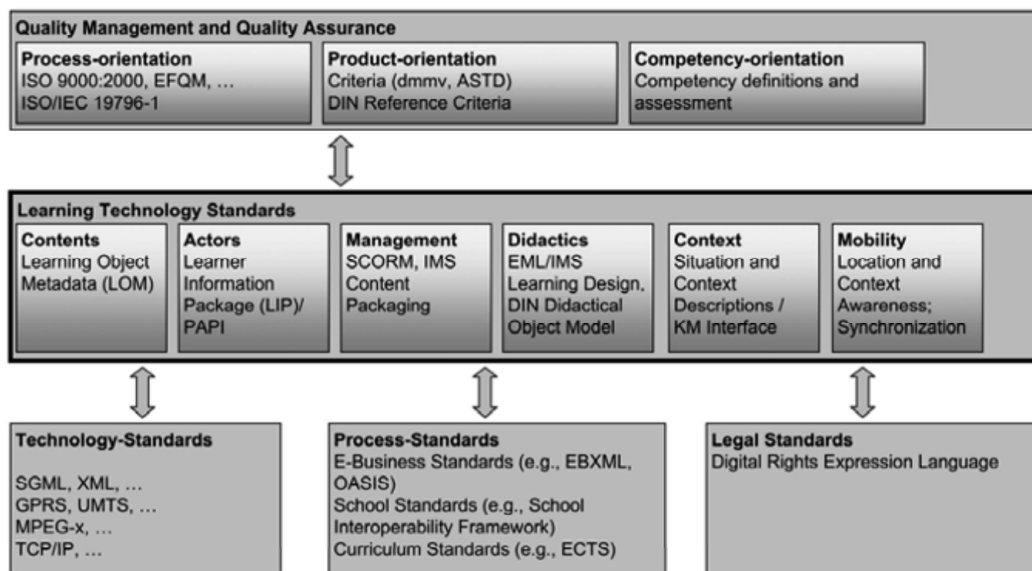 Quality Management and Quality Assurance
Process-orientation
ISO 9000:2000, EFQM, …
ISO/IEC 19796-1
Product-orientation
Criteria (dmmv, ASTD)
DIN Reference Criteria
Competency-orientation
Competency definitions and
assessment
Learning Technology Standards
Contents
Learning Object
Metadata (LOM)
Actors
Learner
Information
Package (LIP)/
PAPI
Management
SCORM, IMS
Content
Packaging
Didactics
EML/IMS
Learning Design.
DIN Didactical
Object Model
Context
Situation and
Context
Descriptions /
KM Interface
Mobility
Location and
Context
Awareness;
Synchronization
Technology-Standards
SGML, XML, …
GPRS, UMTS, …
MPEG-x, …
TCP/IP, …
Process-Standards
E-Business Standards (e.g., EBXML,
OASIS)
School Standards (e.g., School
Interoperability Framework)
Curriculum Standards (e.g., ECTS)
Legal Standards
Digital Rights Expression Language